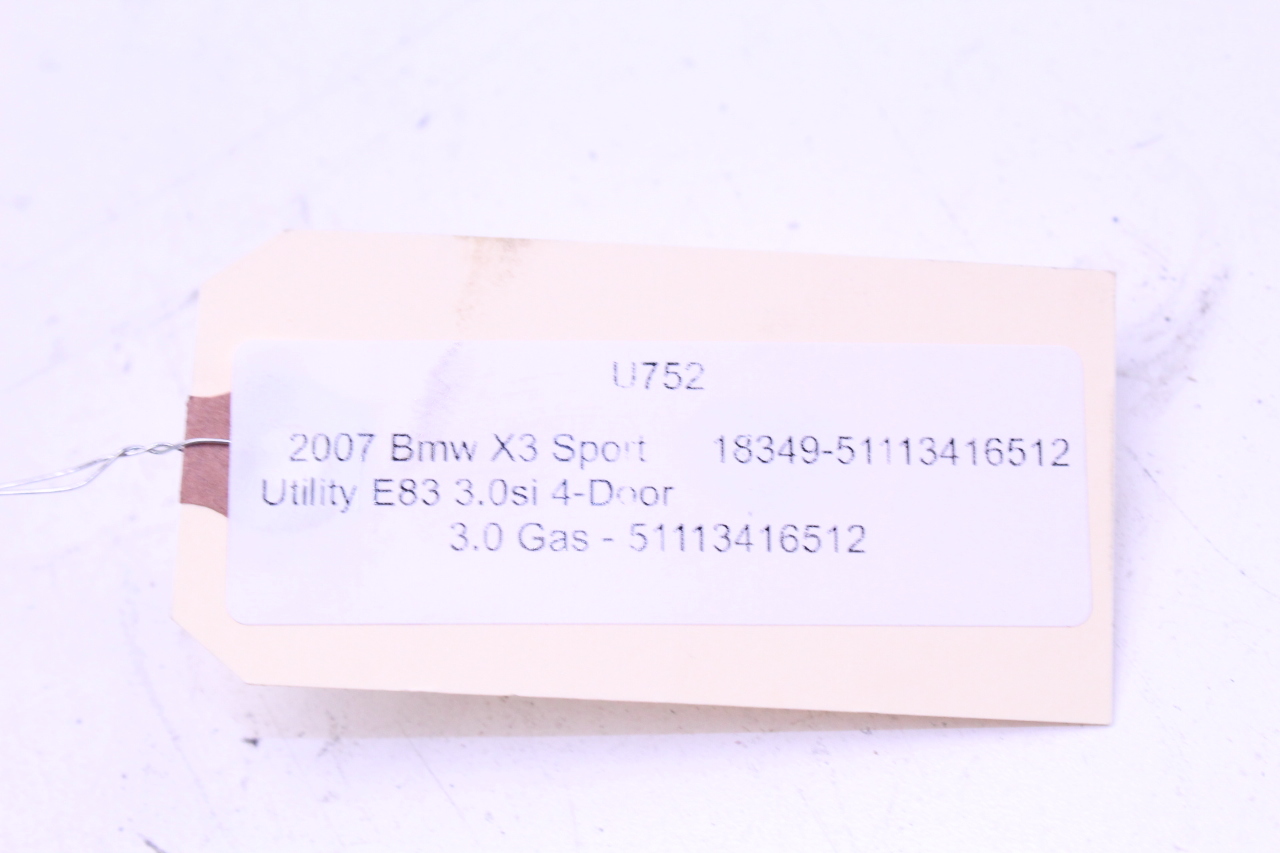 U752
2007 Bmw X3 Sport 18349-51113416512
Utility E83 3.0si 4-Door
3.0 Gas - 51113416512